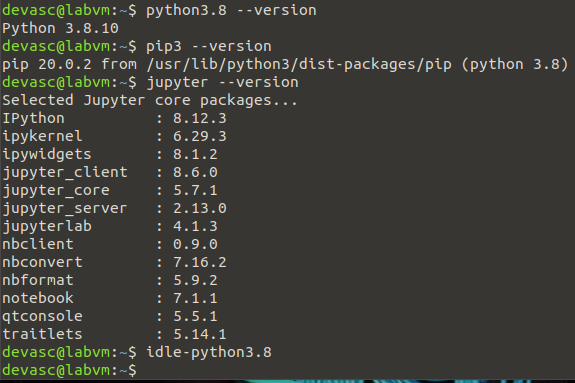 devasc@labvm:~$ python3.8 --version
Python 3.8.10
devasc@labvm:~$ pip3 --version
pip 20.0.2 from /usr/lib/python3/dist-packages/pip (python 3.8)
devasc@labvm:~$ jupyter --version
Selected Jupyter core packages...
IPython          : 8.12.3
ipykernel        : 6.29.3
ipywidgets       : 8.1.2
jupyter_client   : 8.6.0
jupyter_core     : 5.7.1
jupyter_server   : 2.13.0
jupyterlab       : 4.1.3
nbclient         : 0.9.0
nbconvert        : 7.16.2
nbformat         : 5.9.2
notebook         : 7.1.1
qtconsole        : 5.5.1
traitlets        : 5.14.1
devasc@labvm:~$ idle-python3.8
devasc@labvm:~$